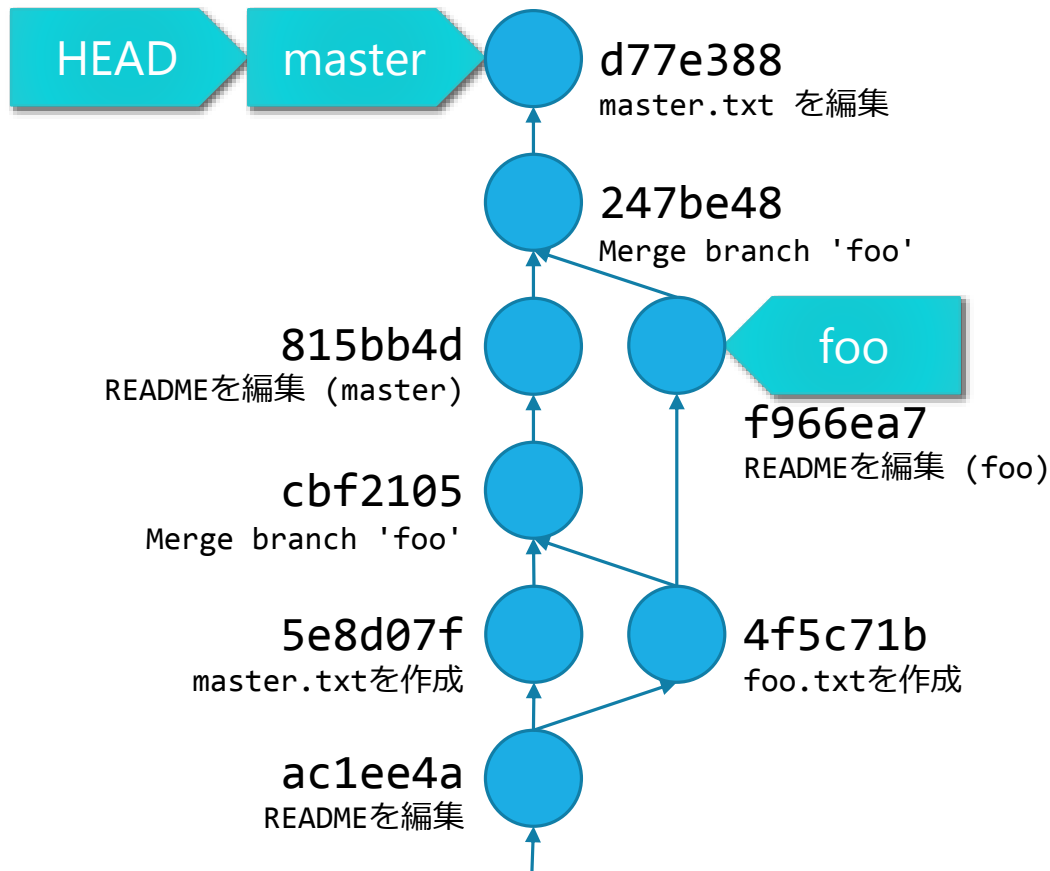 HEAD
master
d77e388
master.txt を編集
247be48
Merge branch 'foo'
815bb4d
READMEを編集 (master)
foo
f966ea7
READMEを編集 (foo)
cbf2105
Merge branch 'foo'
5e8d07f
master.txtを作成
4f5c71b
foo.txtを作成
ac1ee4a
READMEを編集